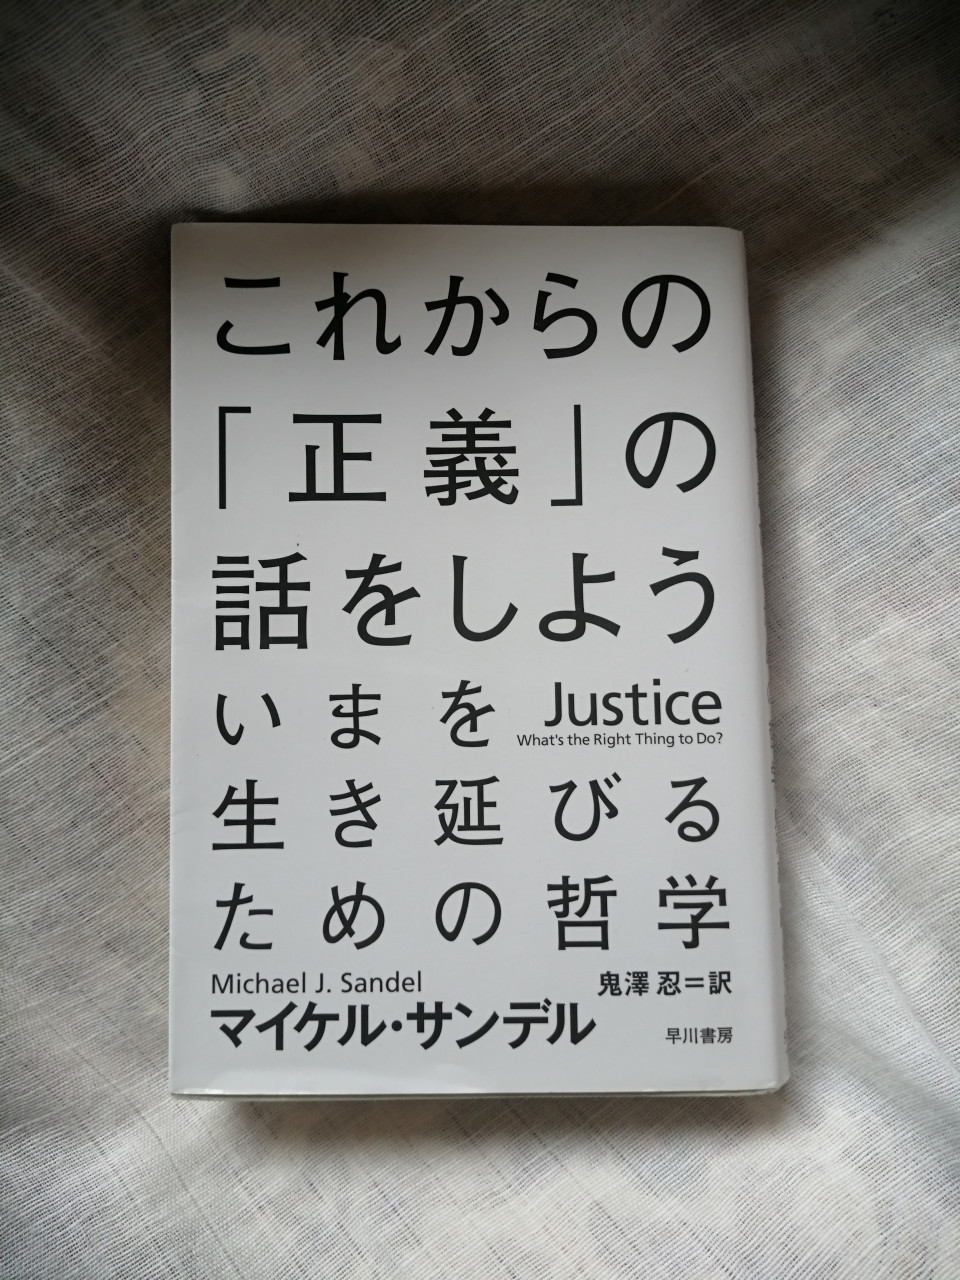 これからの
「正義」の
話をしよう
いまを
Justice
What's the Right Thing to Do?
生き延びる
ための哲学
Michael J. Sandel
マイケル・サンデル
鬼澤 忍=訳
早川書房